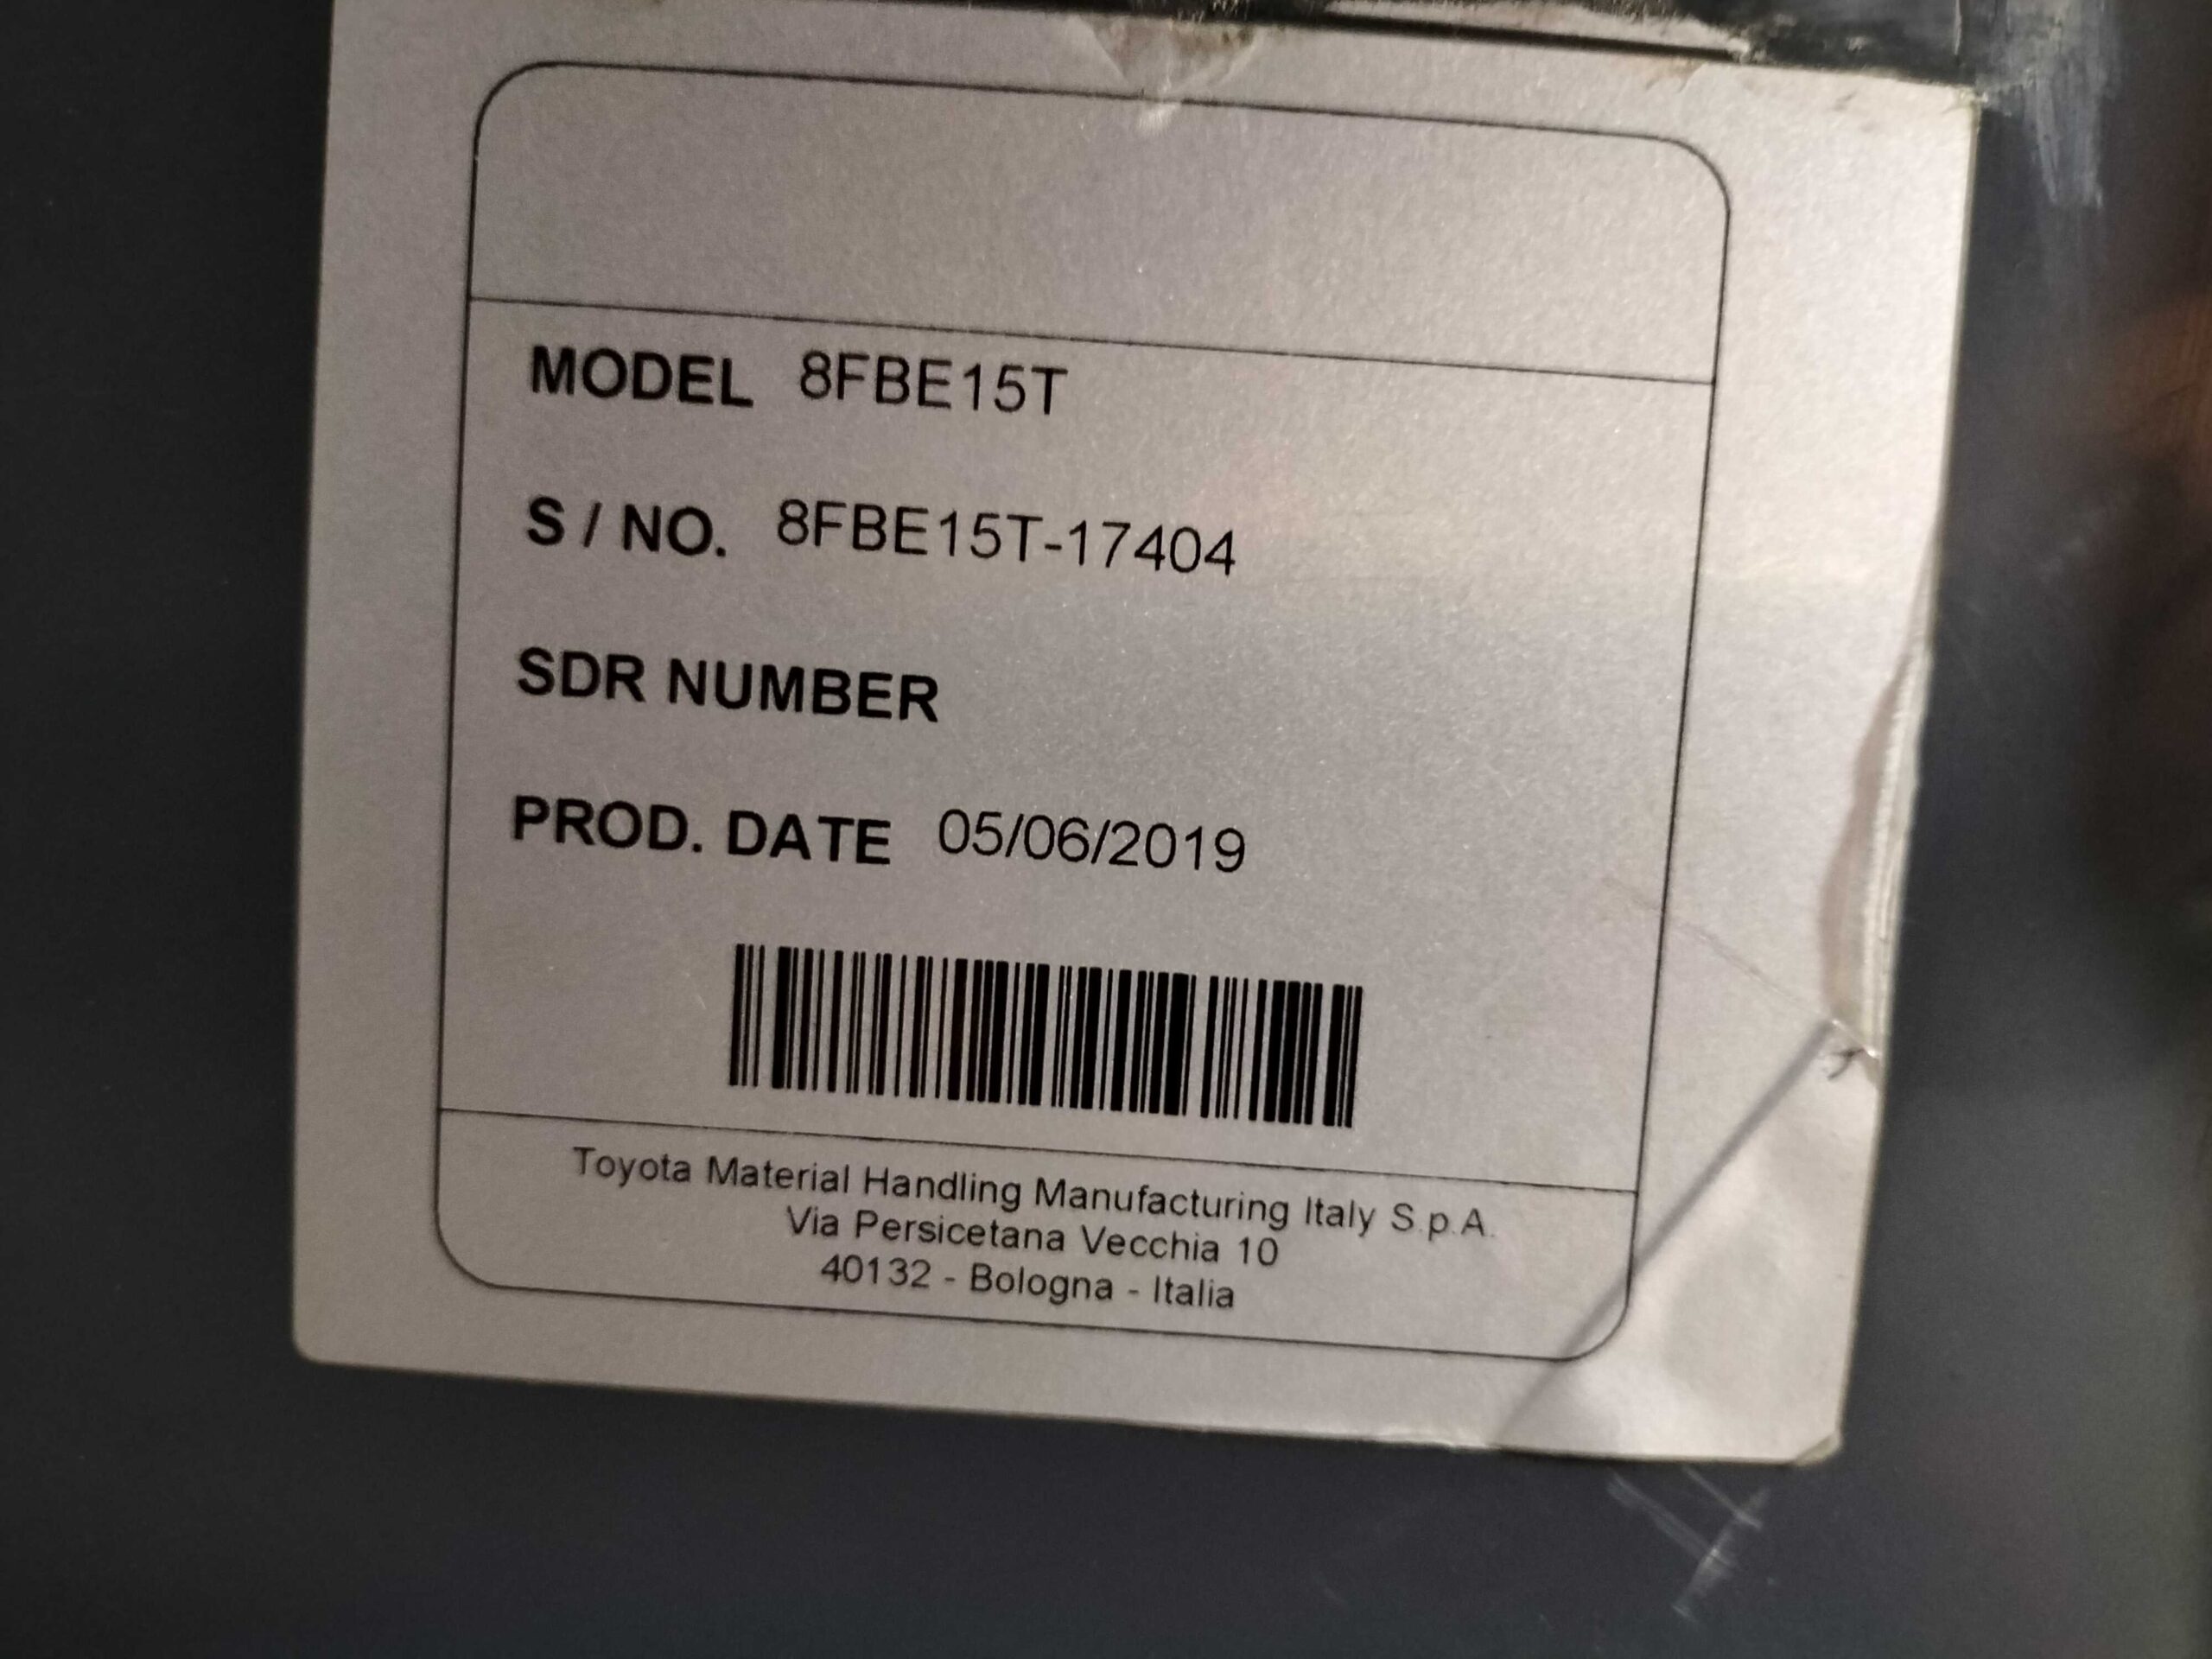 MODEL 8FBE15T
S / NO. 8FBE15T-17404
SDR NUMBER
PROD. DATE 05/06/2019
Toyota Material Handling Manufacturing Italy S.p.A.
Via Persicetana Vecchia 10
40132 - Bologna - Italia